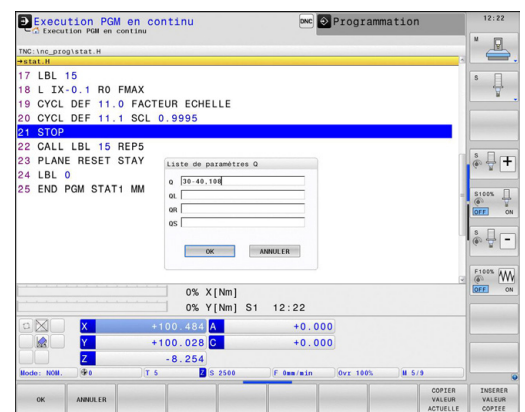 Execution PGM en continu
Execution PGM en continu
DNC
Programmation
12:22
TNC:\nc_prog\stat.H
→stat.H
17 LBL 15
18 L IX-0.1 R0 FMAX
19 CYCL DEF 11.0 FACTEUR ECHELLE
20 CYCL DEF 11.1 SCL 0.9995
21 STOP
22 CALL LBL 15 REP5
23 PLANE RESET STAY
24 LBL 0
25 END PGM STAT1 MM
Liste de paramètres Q
Q 30-40,108
QL
QR
QS
OK ANNULER
M
S
S
S100%
OFF ON
S
F100%
OFF ON
0% X[Nm]
0% Y[Nm] S1 12:22
X +100.484 A +0.000
Y +100.028 C +0.000
Z -8.254
Mode: NOM. 0 T 5 Z S 2500 F 0mm/min Ovr 100% M 5/9
OK
ANNULER
COPIER VALEUR ACTUELLE
INSERER VALEUR COPIEE